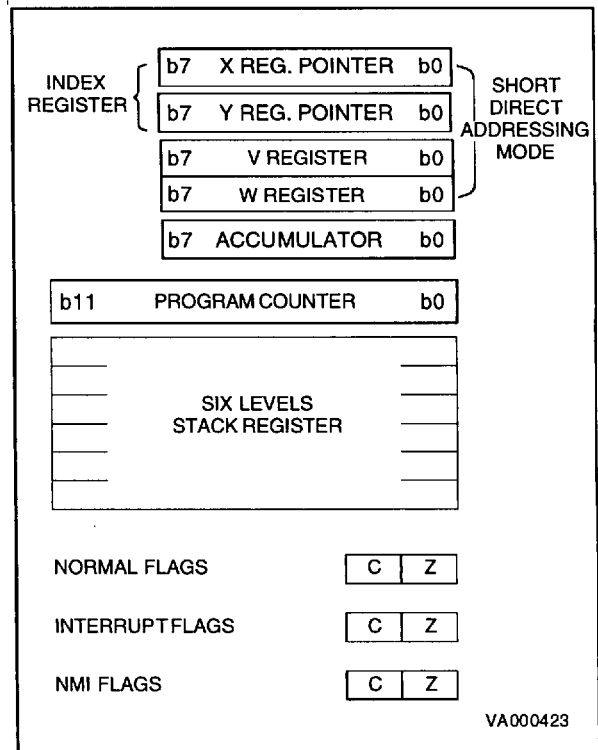 b7 X REG. POINTER b0
INDEX
REGISTER
b7 Y REG. POINTER b0
SHORT
DIRECT
ADDRESSING
MODE
b7 V REGISTER b0
b7 W REGISTER b0
b7 ACCUMULATOR b0
b11 PROGRAM COUNTER b0
SIX LEVELS
STACK REGISTER
NORMAL FLAGS C Z
INTERRUPT FLAGS C Z
NMI FLAGS C Z
VA000423